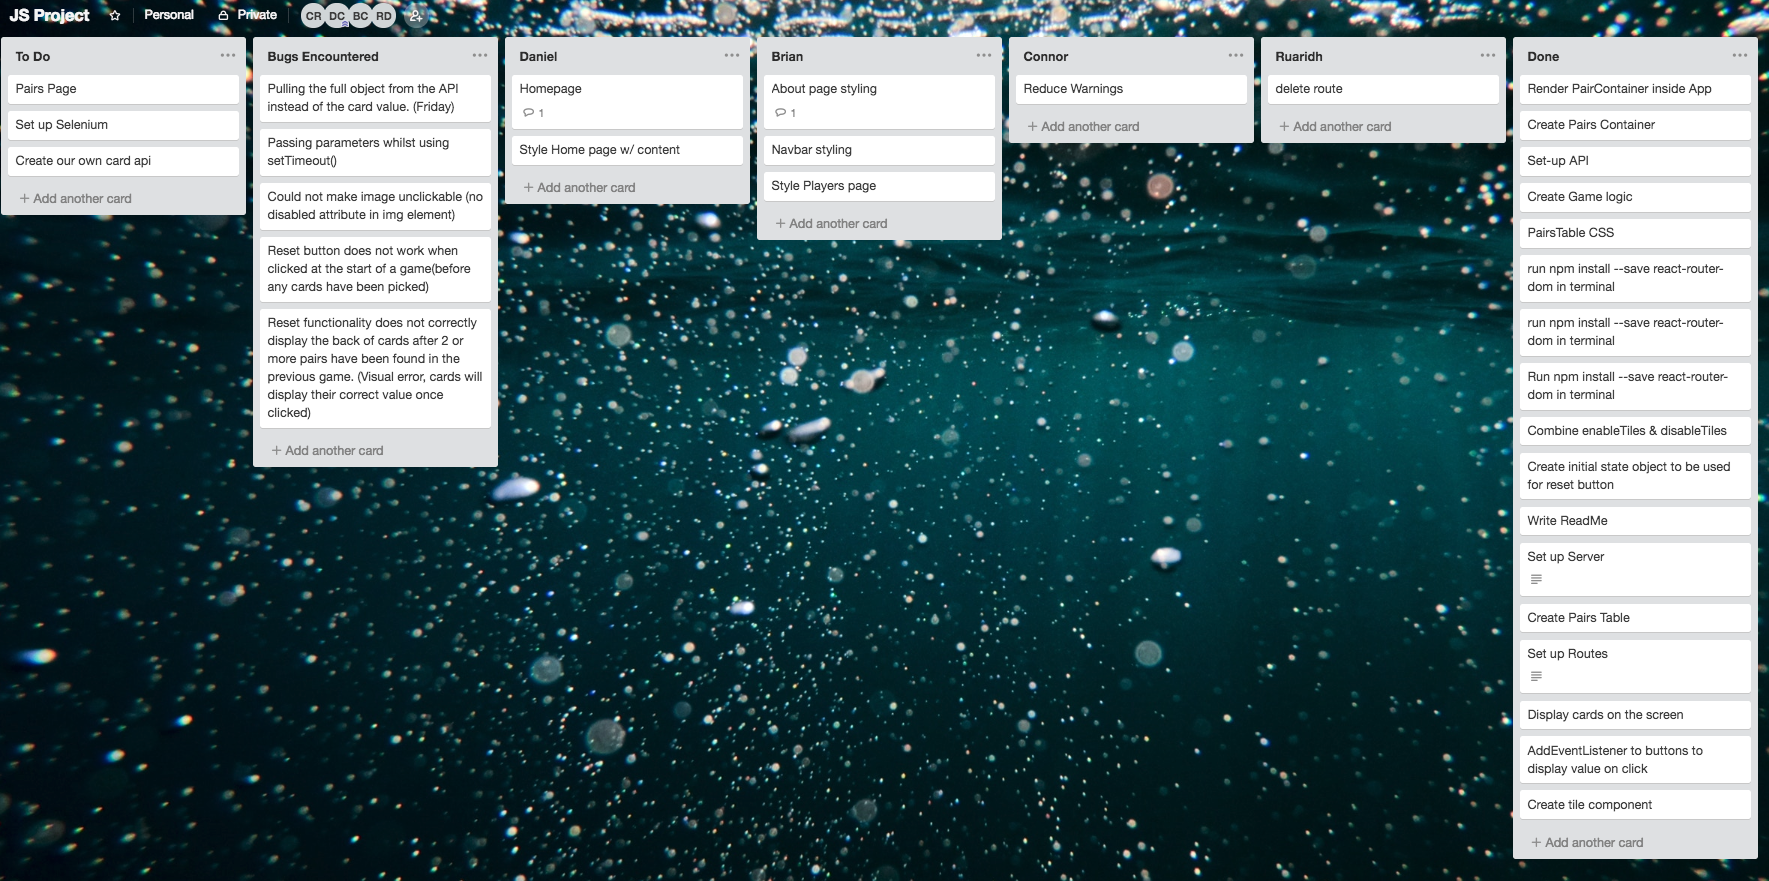 JS Project
Personal
Private
CR
DC
BC
RD
To Do
Pairs Page
Set up Selenium
Create our own card api
+ Add another card
Bugs Encountered
Pulling the full object from the API
instead of the card value. (Friday)
Passing parameters whilst using
setTimeout()
Could not make image unclickable (no
disabled attribute in img element)
Reset button does not work when
clicked at the start of a game(before
any cards have been picked)
Reset functionality does not correctly
display the back of cards after 2 or
more pairs have been found in the
previous game. (Visual error, cards will
display their correct value once
clicked)
+ Add another card
Daniel
Homepage
1
Style Home page w/ content
+ Add another card
Brian
About page styling
1
Navbar styling
Style Players page
+ Add another card
Connor
Reduce Warnings
+ Add another card
Ruaridh
delete route
+ Add another card
Done
Render PairContainer inside App
Create Pairs Container
Set-up API
Create Game logic
PairsTable CSS
run npm install --save react-router-
dom in terminal
run npm install --save react-router-
dom in terminal
Run npm install --save react-router-
dom in terminal
Combine enableTiles & disableTiles
Create initial state object to be used
for reset button
Write ReadMe
Set up Server
Create Pairs Table
Set up Routes
Display cards on the screen
AddEventListener to buttons to
display value on click
Create tile component
+ Add another card